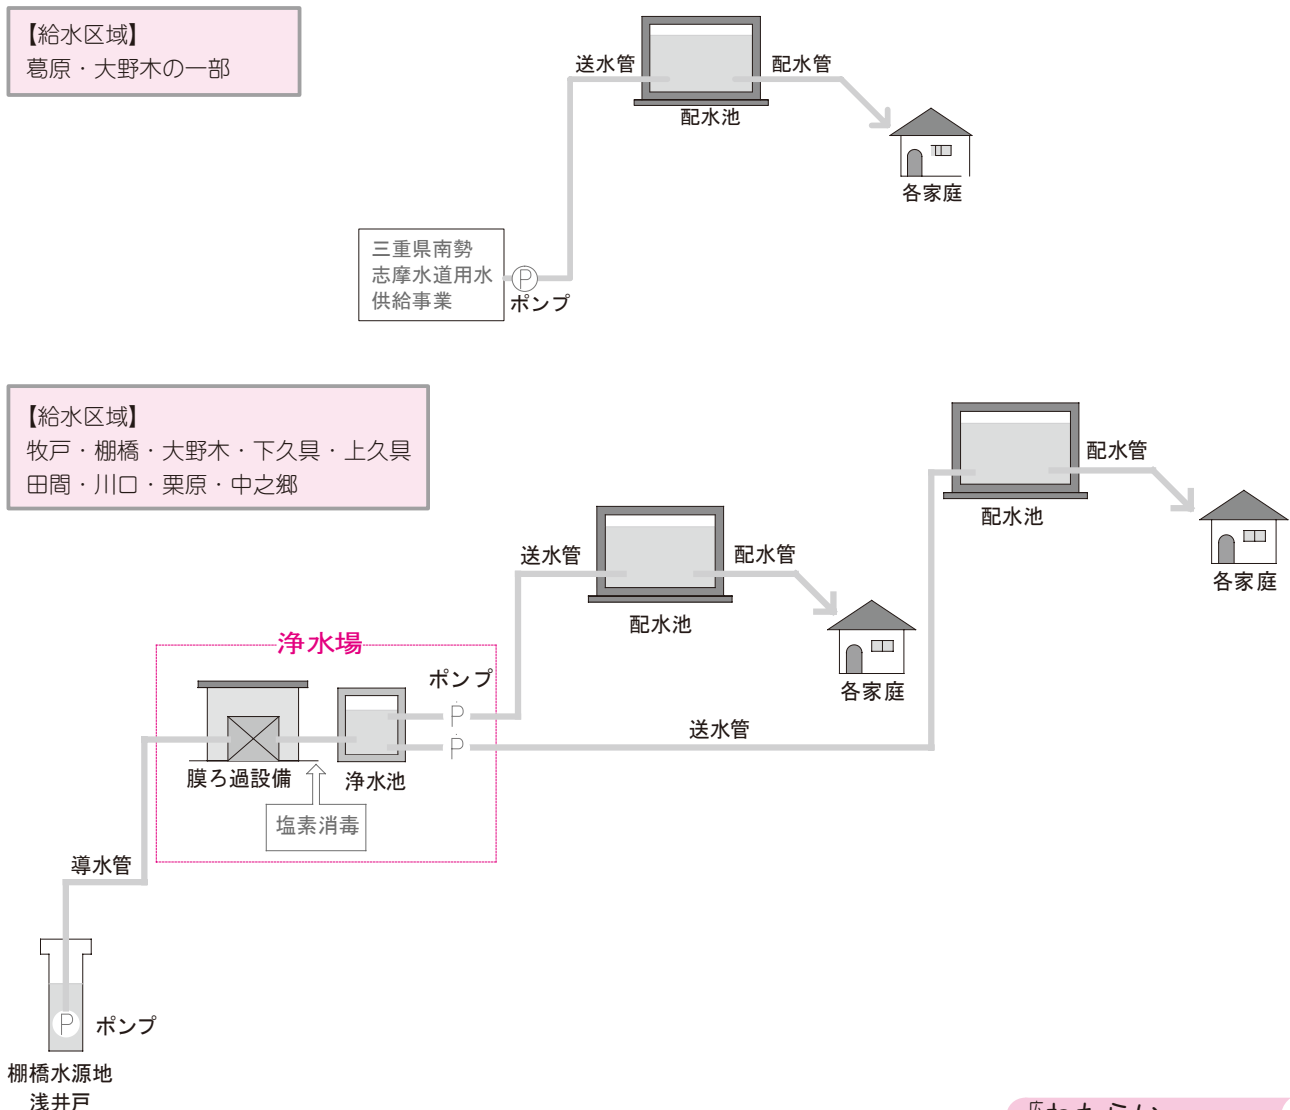 【給水区域】
葛原・大野木の一部
送水管
配水管
配水池
各家庭
三重県南勢
志摩水道用水
供給事業
P
ポンプ
【給水区域】
牧戸・棚橋・大野木・下久具・上久具
田間・川口・栗原・中之郷
配水管
配水池
各家庭
送水管
配水管
配水池
各家庭
浄水場
ポンプ
P
P
送水管
膜ろ過設備
浄水池
塩素消毒
導水管
P
ポンプ
棚橋水源地
浅井戸